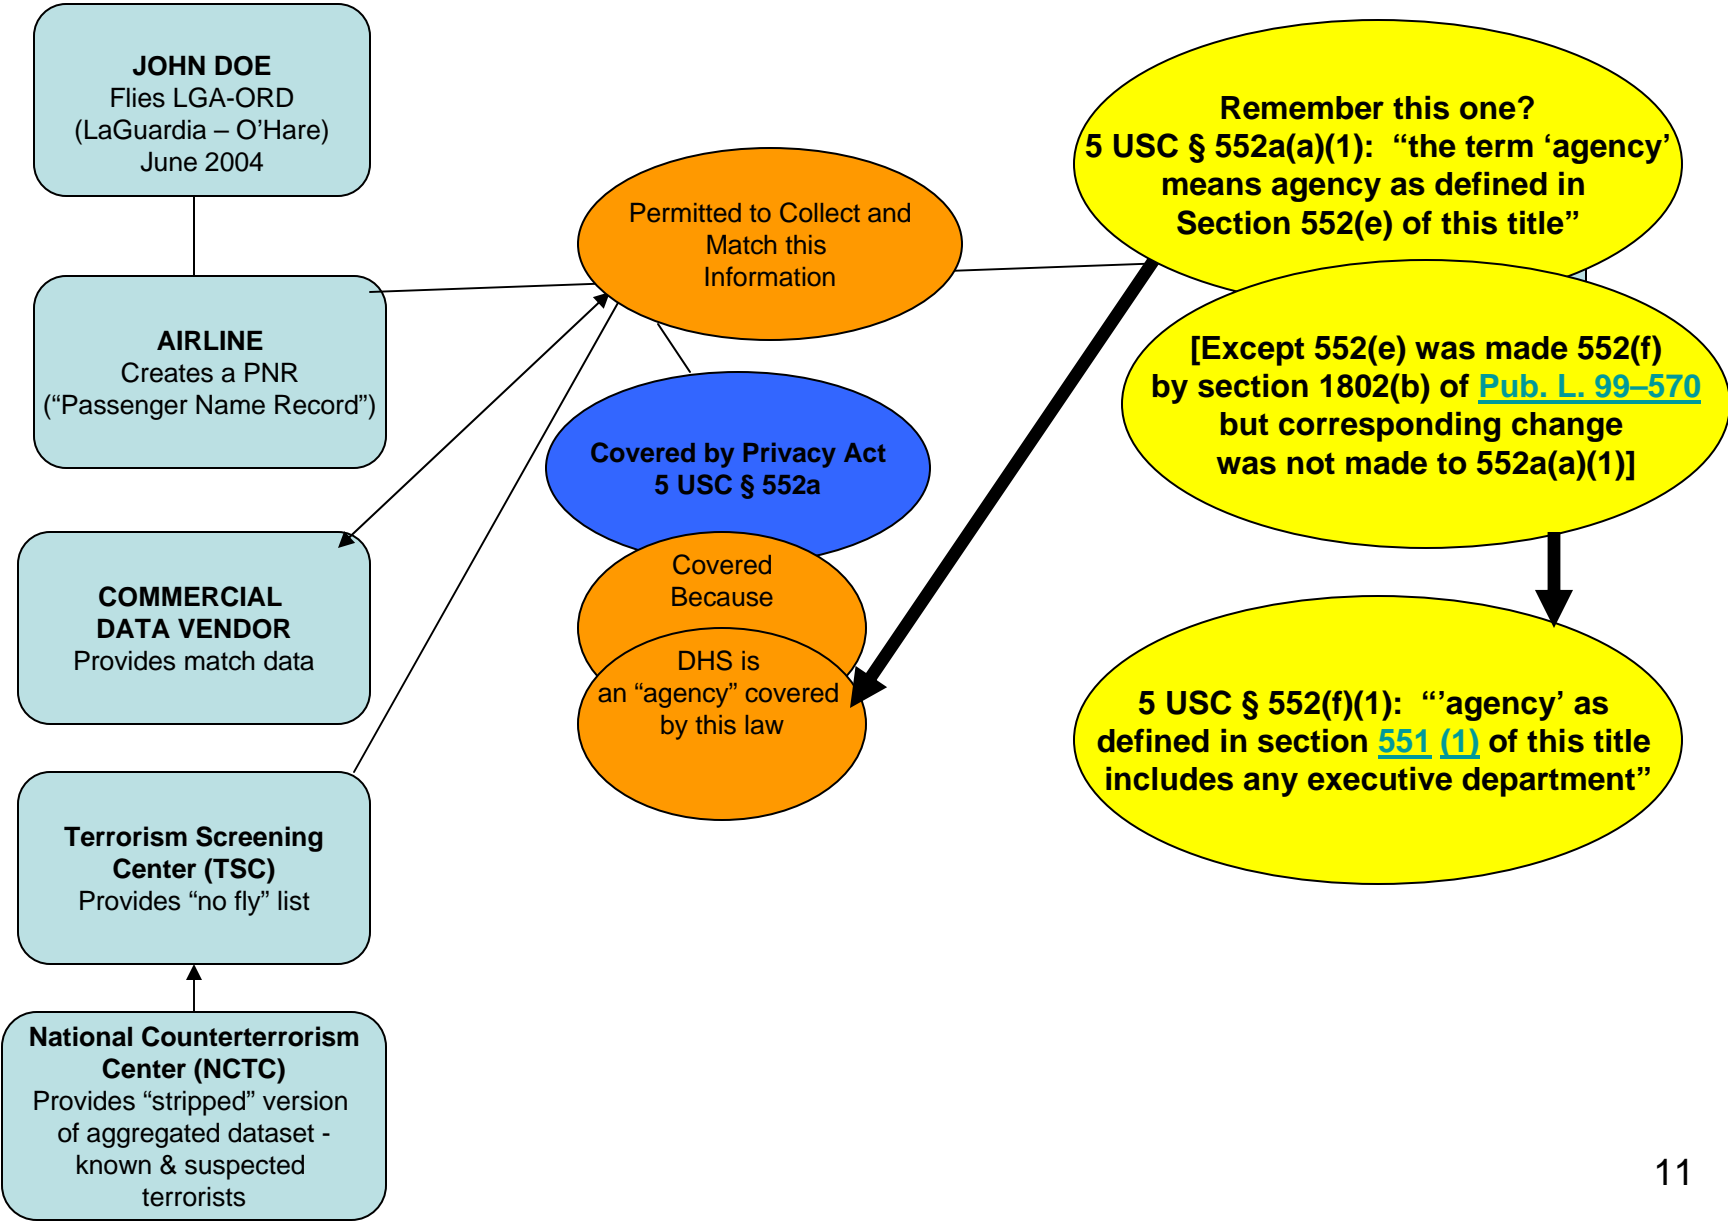 JOHN DOE
Flies LGA-ORD
(LaGuardia – O’Hare)
June 2004
AIRLINE
Creates a PNR
(“Passenger Name Record”)
COMMERCIAL
DATA VENDOR
Provides match data
Terrorism Screening
Center (TSC)
Provides “no fly” list
National Counterterrorism
Center (NCTC)
Provides “stripped” version
of aggregated dataset -
known & suspected
terrorists
Permitted to Collect and
Match this
Information
Covered by Privacy Act
5 USC § 552a
Covered
Because
DHS is
an “agency” covered
by this law
Remember this one?
5 USC § 552a(a)(1): “the term ‘agency’
means agency as defined in
Section 552(e) of this title”
[Except 552(e) was made 552(f)
by section 1802(b) of Pub. L. 99–570
but corresponding change
was not made to 552a(a)(1)]
5 USC § 552(f)(1): “’agency’ as
defined in section 551 (1) of this title
includes any executive department”
11